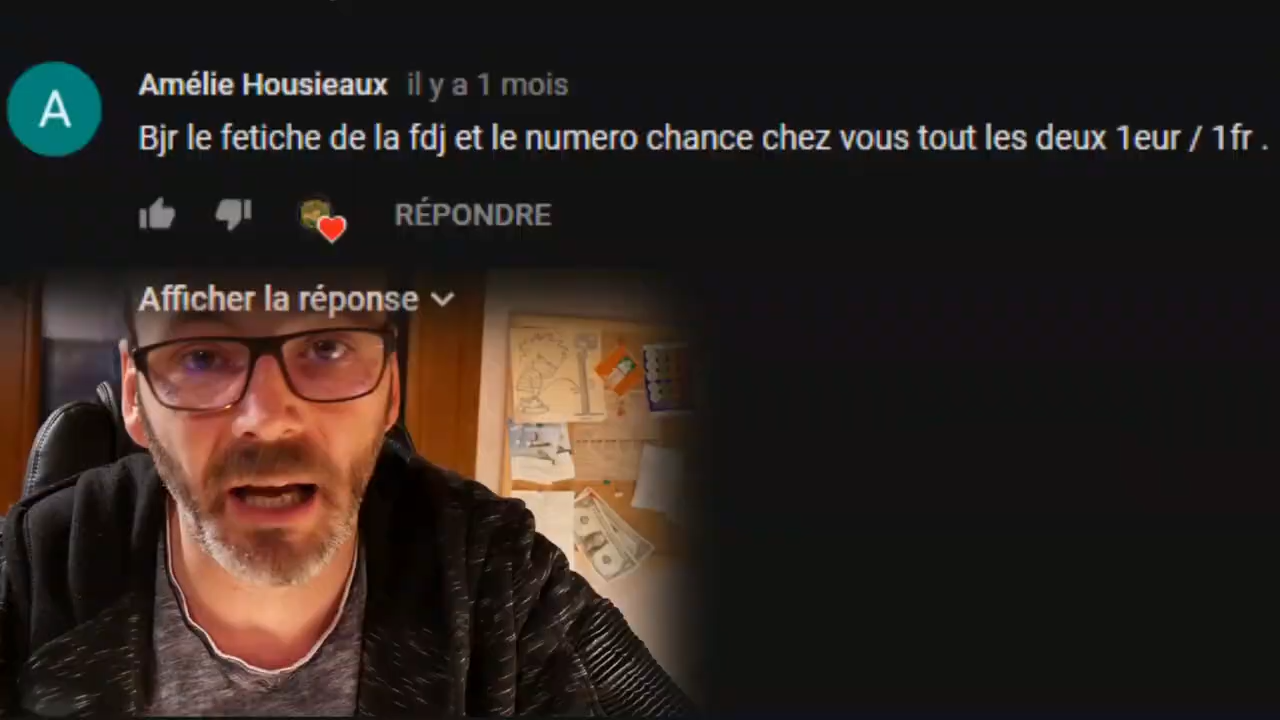 A
Amélie Housieaux il y a 1 mois
Bjr le fetiche de la fdj et le numero chance chez vous tout les deux 1eur / 1fr .
RÉPONDRE
Afficher la réponse